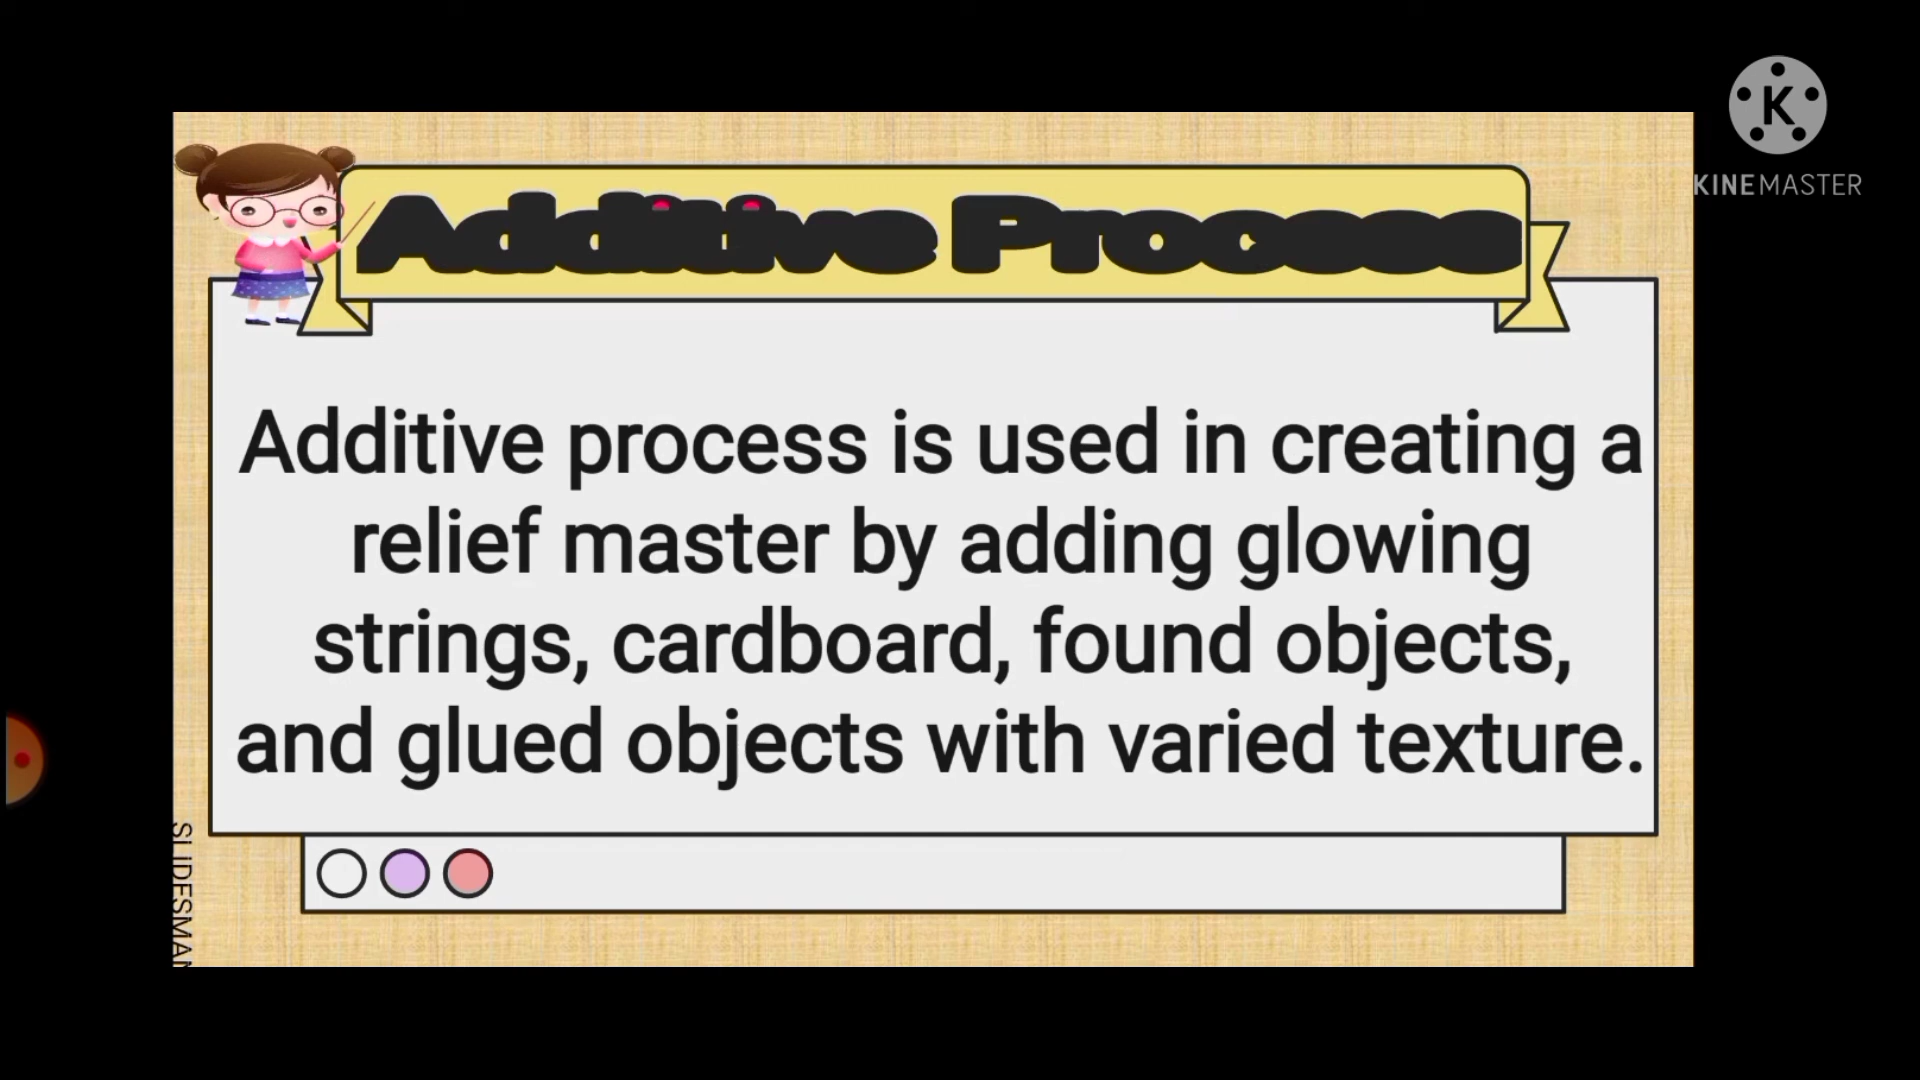 K
KINEMASTER
Additive Process
Additive process is used in creating a
relief master by adding glowing
strings, cardboard, found objects,
and glued objects with varied texture.